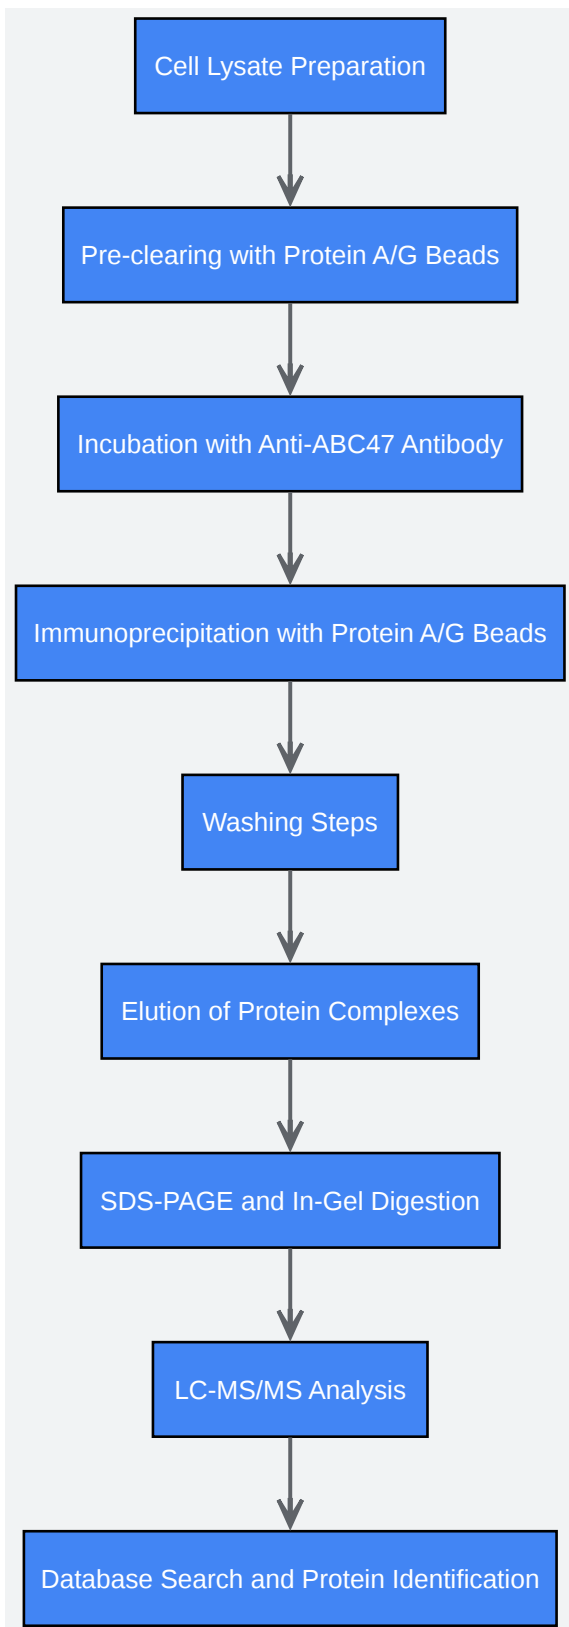 Cell Lysate Preparation
Pre-clearing with Protein A/G Beads
Incubation with Anti-ABC47 Antibody
Immunoprecipitation with Protein A/G Beads
Washing Steps
Elution of Protein Complexes
SDS-PAGE and In-Gel Digestion
LC-MS/MS Analysis
Database Search and Protein Identification